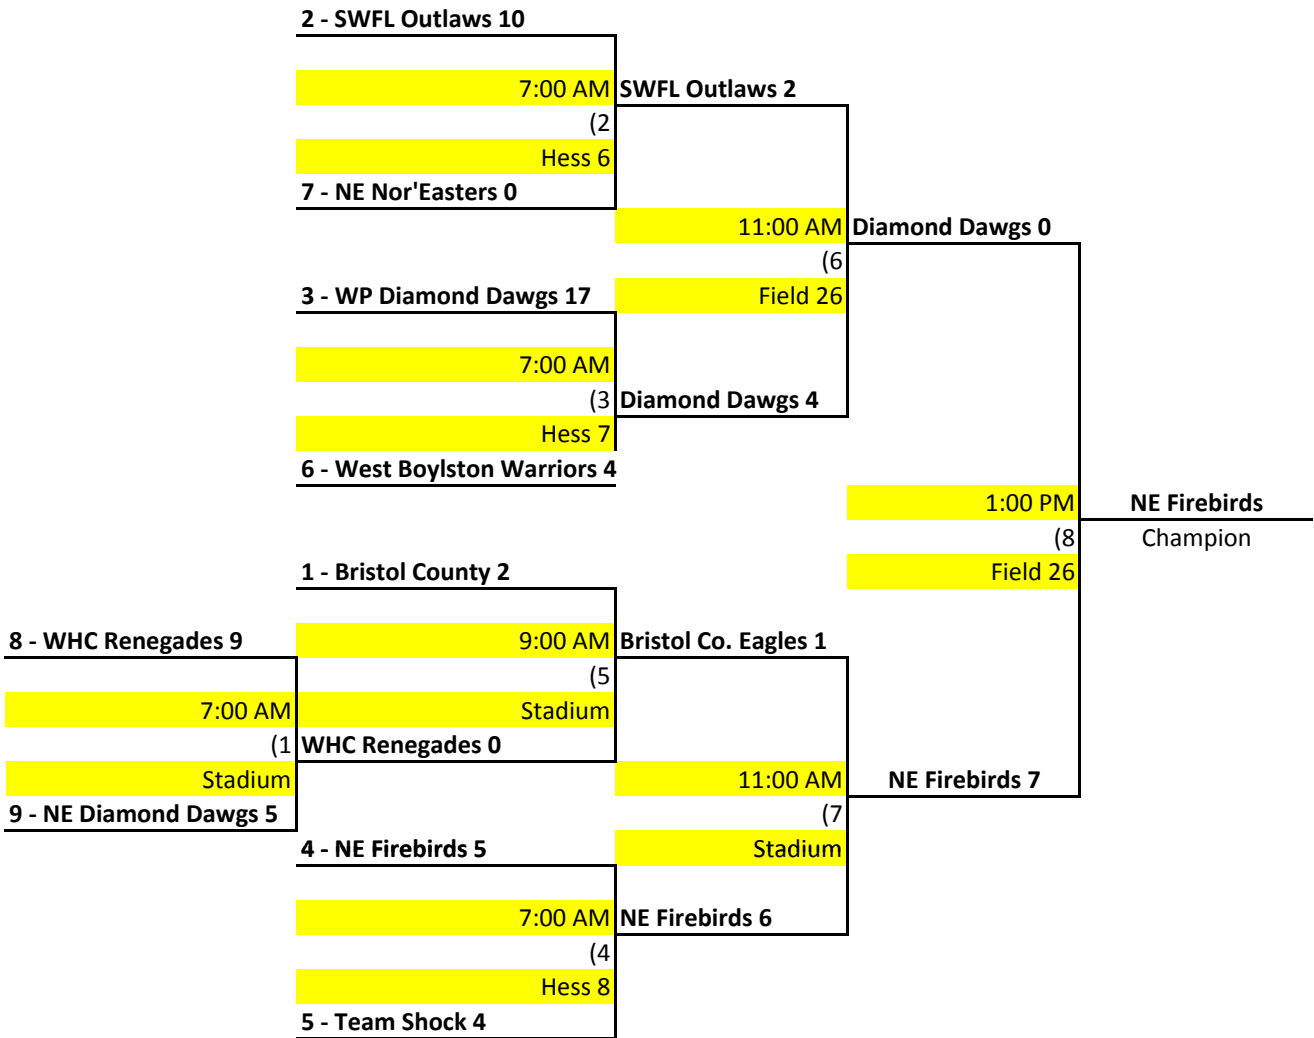 2 - SWFL Outlaws 10
7:00 AM SWFL Outlaws 2
(2
Hess 6
7 - NE Nor'Easters 0
11:00 AM Diamond Dawgs 0
(6
3 - WP Diamond Dawgs 17 Field 26
7:00 AM
(3 Diamond Dawgs 4
Hess 7
6 - West Boylston Warriors 4
1:00 PM NE Firebirds
(8 Champion
1 - Bristol County 2 Field 26
8 - WHC Renegades 9 9:00 AM Bristol Co. Eagles 1
(5
7:00 AM Stadium
(1 WHC Renegades 0
Stadium 11:00 AM NE Firebirds 7
9 - NE Diamond Dawgs 5 (7
4 - NE Firebirds 5 Stadium
7:00 AM NE Firebirds 6
(4
Hess 8
5 - Team Shock 4